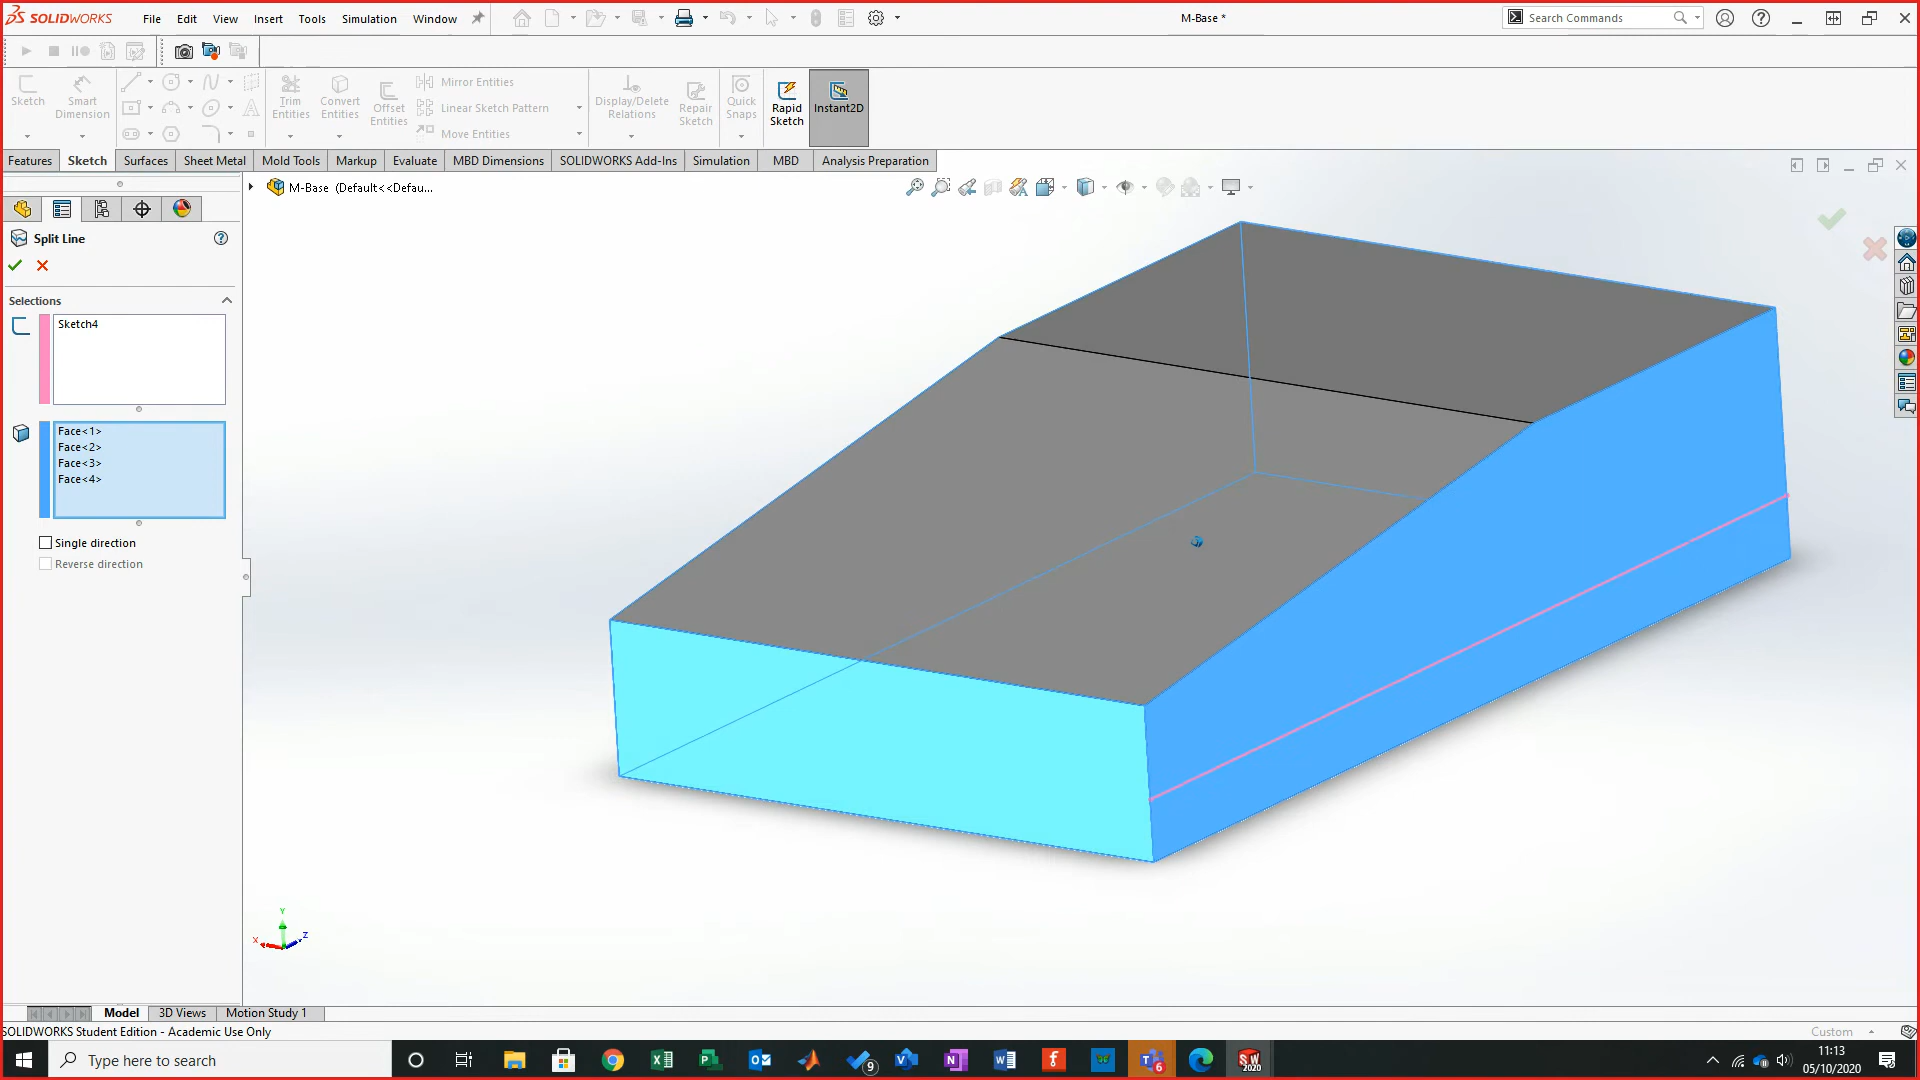 SOLIDWORKS File Edit View Insert Tools Simulation Window M-Base * Search Commands
Sketch Smart Dimension Trim Entities Convert Entities Offset Entities Mirror Entities Linear Sketch Pattern Move Entities Display/Delete Relations Repair Sketch Quick Snaps Rapid Sketch Instant2D
Features Sketch Surfaces Sheet Metal Mold Tools Markup Evaluate MBD Dimensions SOLIDWORKS Add-Ins Simulation MBD Analysis Preparation
M-Base (Default<<Defau...
Split Line
Selections
Sketch4
Face<1>
Face<2>
Face<3>
Face<4>
Single direction
Reverse direction
Y
X Z
Model 3D Views Motion Study 1
SOLIDWORKS Student Edition - Academic Use Only Custom
Type here to search 9 6 SW 2020 11:13
05/10/2020